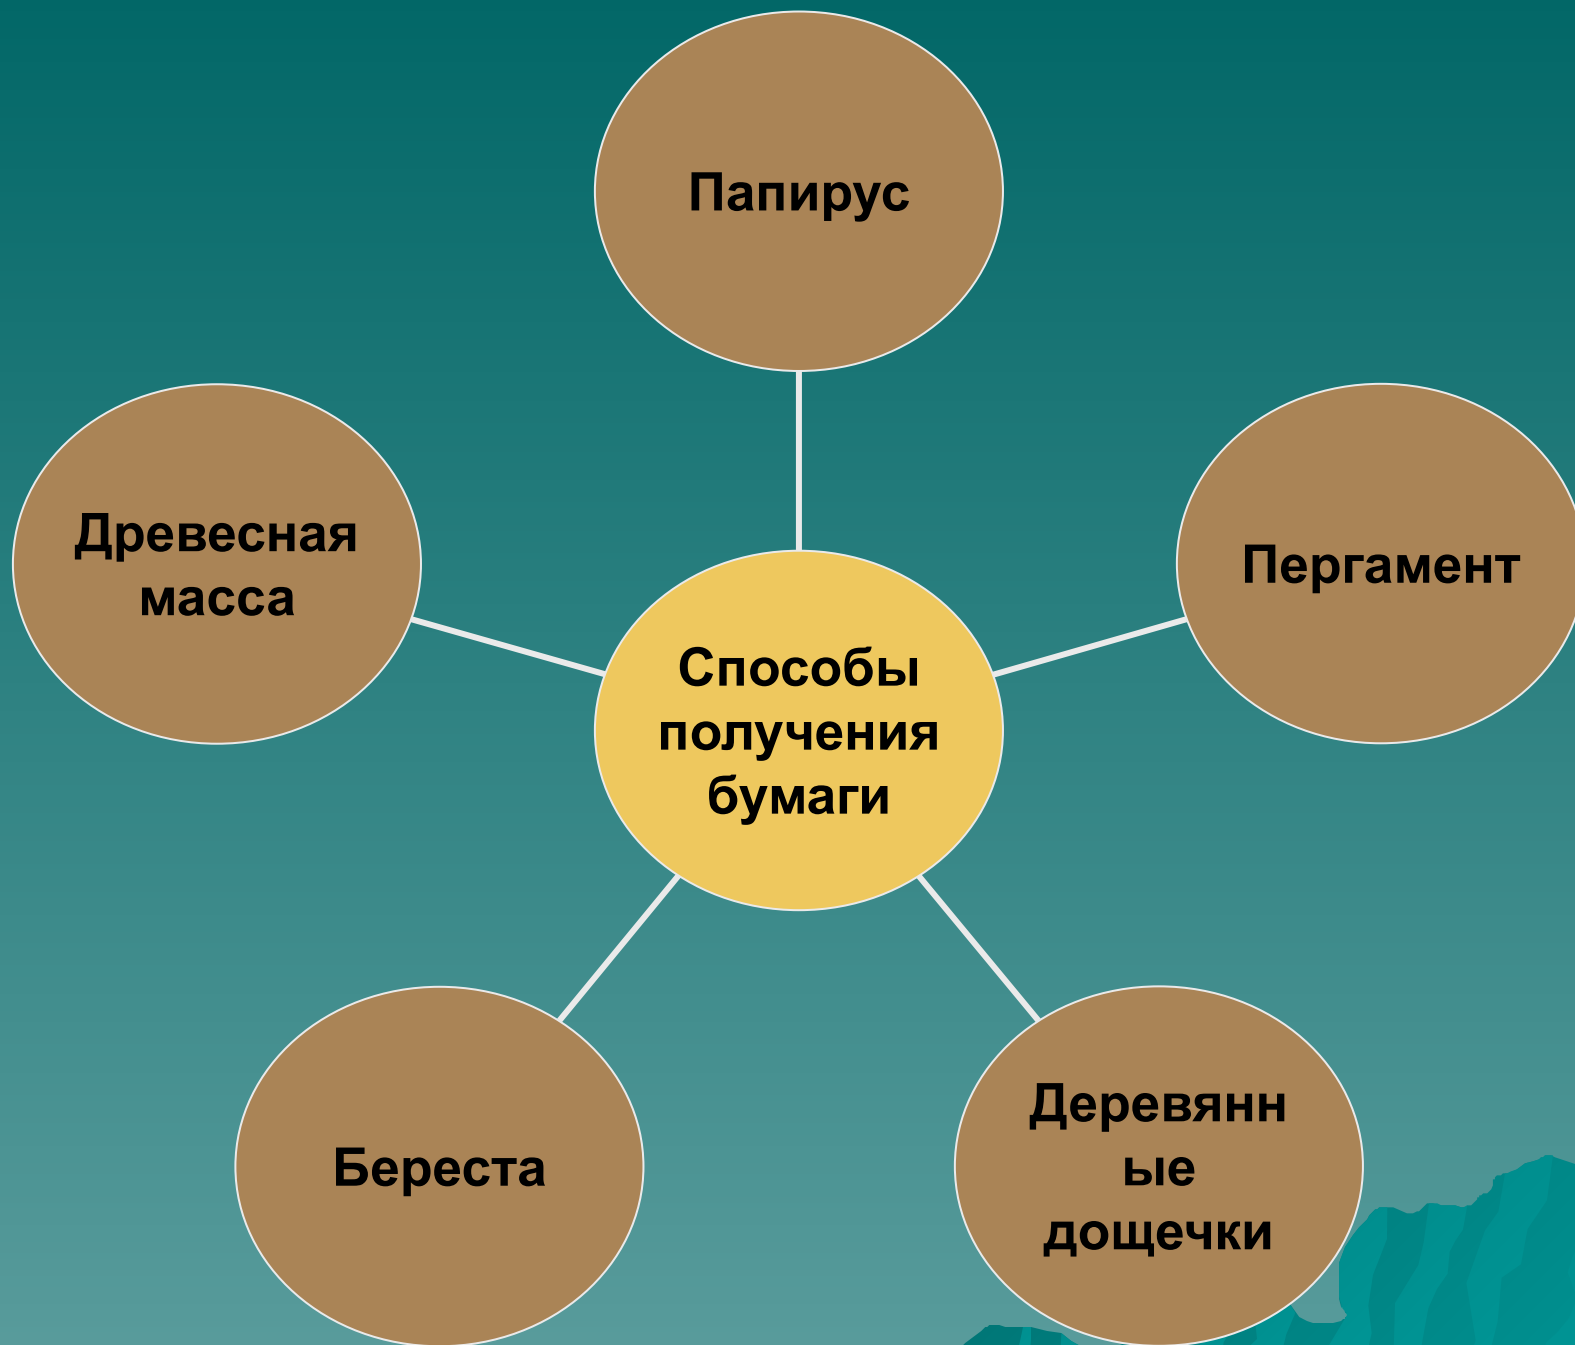 Папирус
Древесная
масса
Пергамент
Способы
получения
бумаги
Береста
Деревянн
ые
дощечки